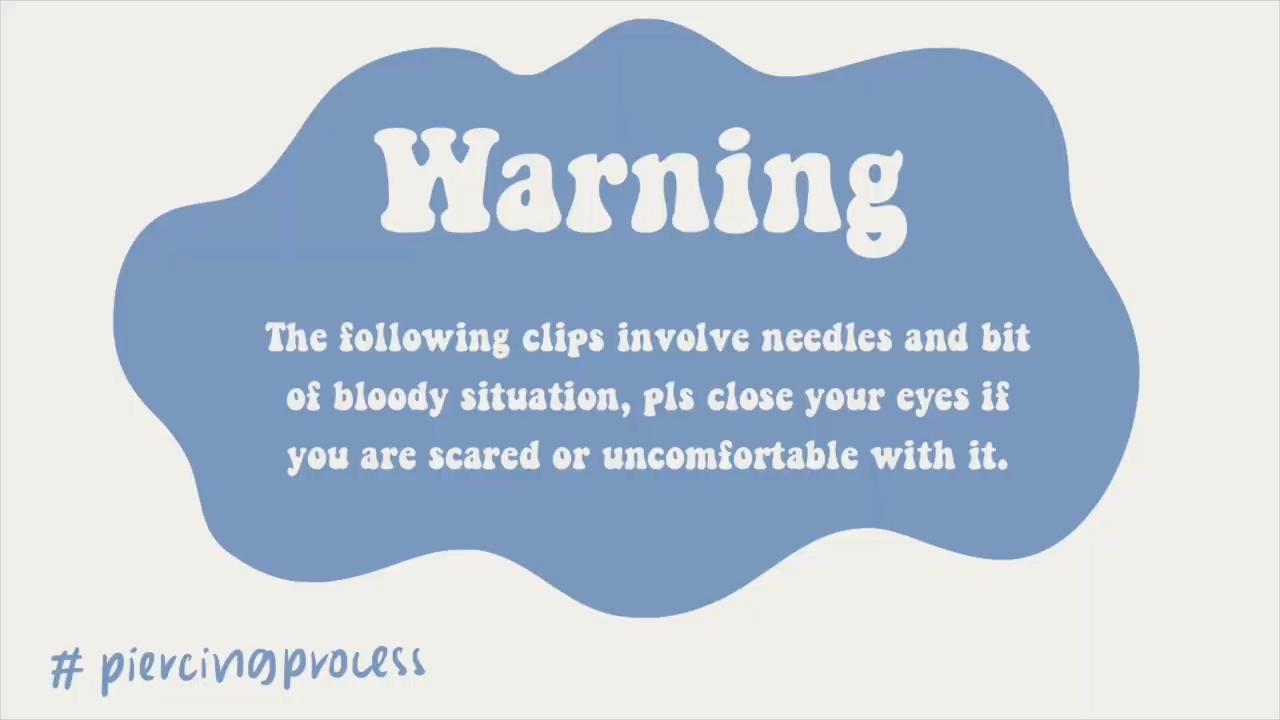 Warning
The following clips involve needles and bit
of bloody situation, pls close your eyes if
you are scared or uncomfortable with it.
# piercingprocess